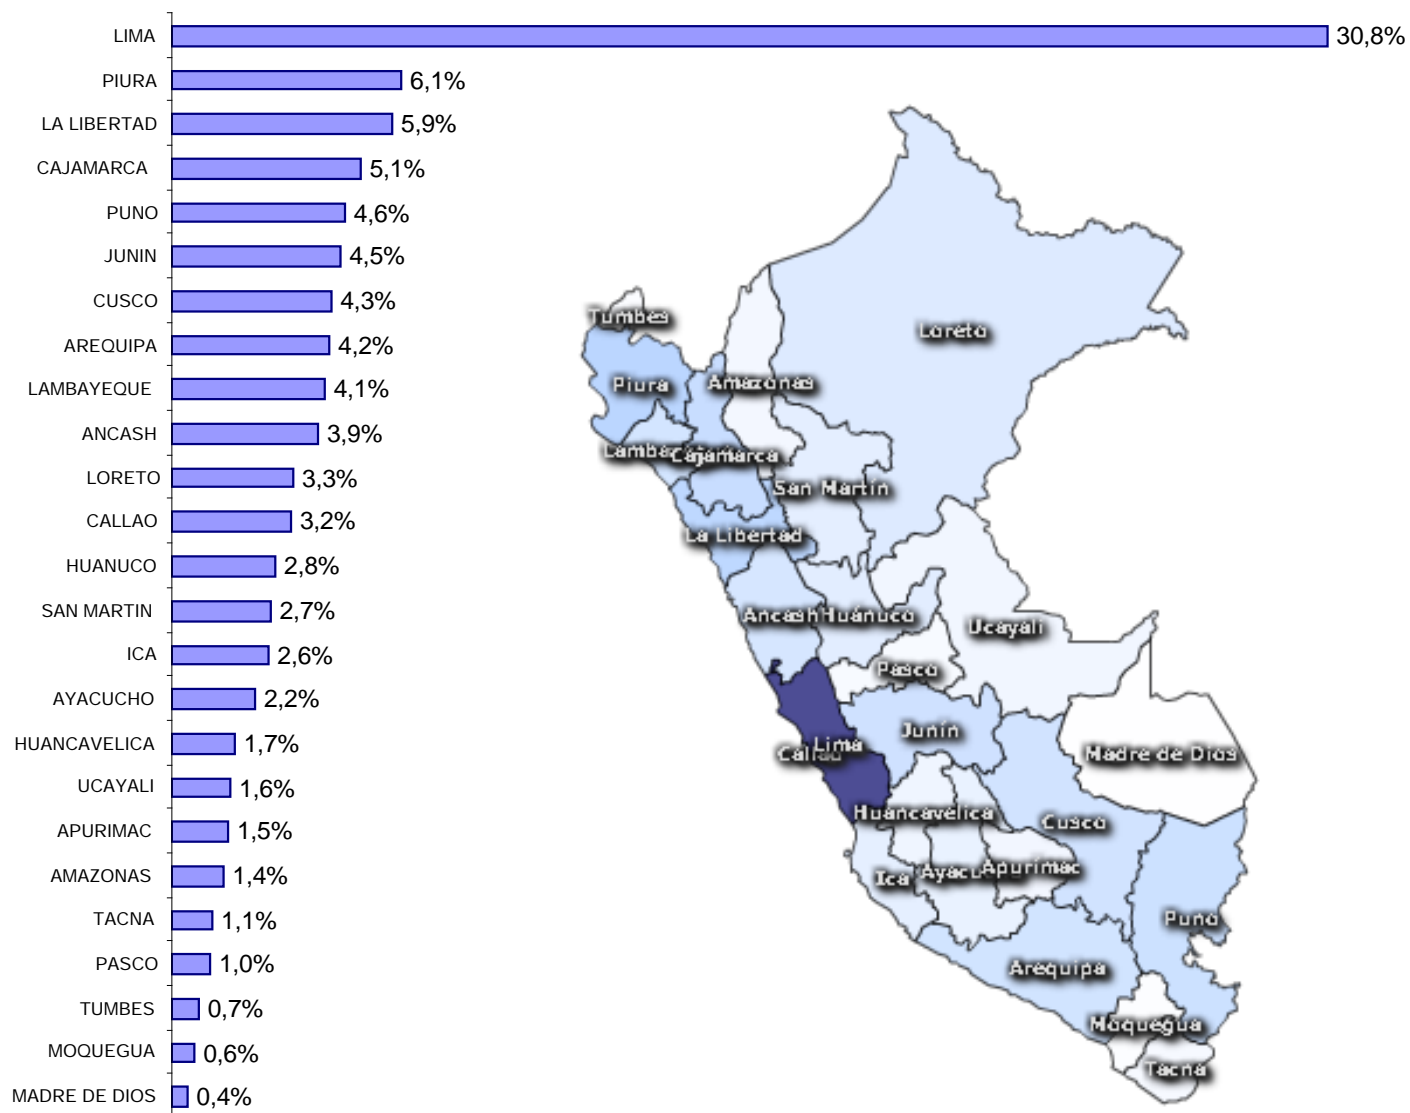 LIMA 30,8%
PIURA 6,1%
LA LIBERTAD 5,9%
CAJAMARCA 5,1%
PUNO 4,6%
JUNIN 4,5%
CUSCO 4,3%
AREQUIPA 4,2%
LAMBAYEQUE 4,1%
ANCASH 3,9%
LORETO 3,3%
CALLAO 3,2%
HUANUCO 2,8%
SAN MARTIN 2,7%
ICA 2,6%
AYACUCHO 2,2%
HUANCAVELICA 1,7%
UCAYALI 1,6%
APURIMAC 1,5%
AMAZONAS 1,4%
TACNA 1,1%
PASCO 1,0%
TUMBES 0,7%
MOQUEGUA 0,6%
MADRE DE DIOS 0,4%
Tumbes
Loreto
Piura
Amazonas
Cajamarca
San Martín
La Libertad
Ancash
Huánuco
Ucayali
Pasco
Junín
Lima
Callao
Madre de Dios
Huancavelica
Cusco
Ica
Apurímac
Puno
Arequipa
Moquegua
Tacna